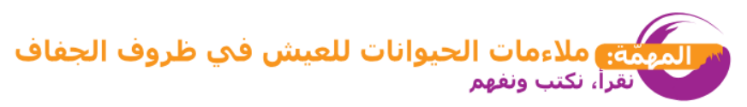 المهمّة: ملاءمات الحيوانات للعيش في ظروف الجفاف
نقرأ، نكتب ونفهم